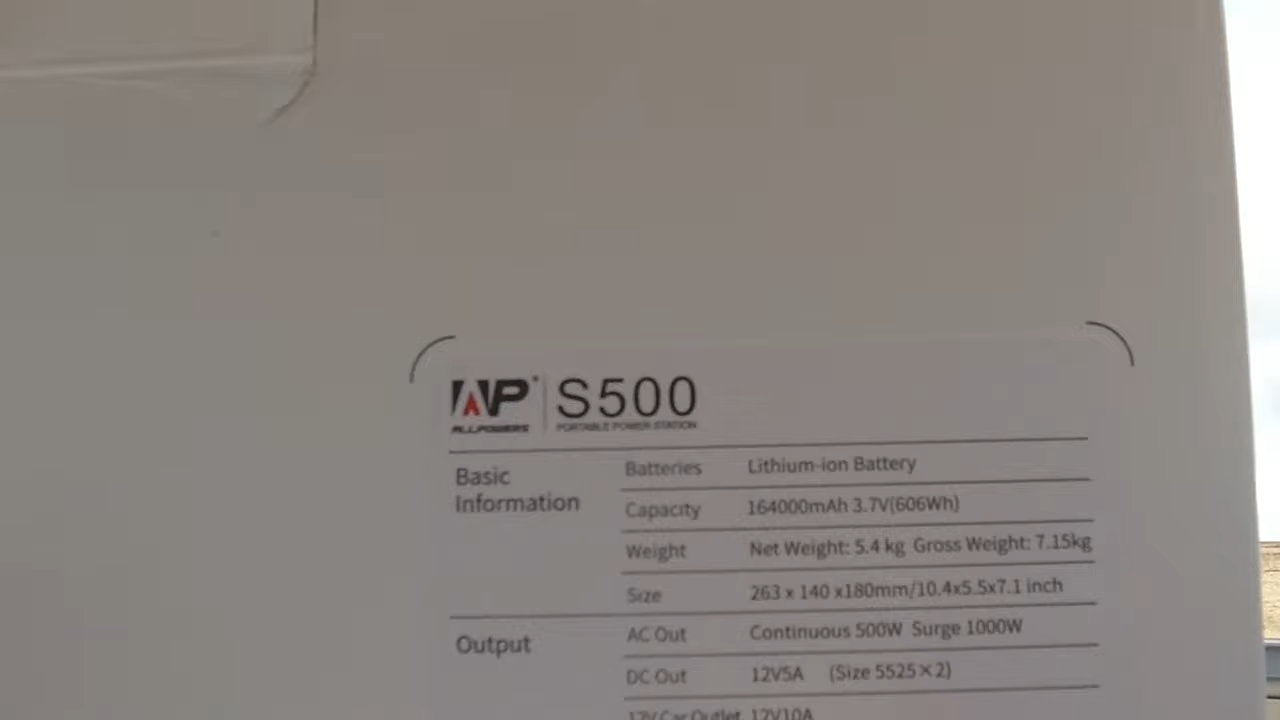 AP
ALLPOWERS
S500
PORTABLE POWER STATION
Basic Information
Batteries Lithium-ion Battery
Capacity 164000mAh 3.7V(606Wh)
Weight Net Weight: 5.4 kg Gross Weight: 7.15kg
Size 263 x 140 x180mm/10.4x5.5x7.1 inch
Output
AC Out Continuous 500W Surge 1000W
DC Out 12V5A (Size 5525×2)
12V Car Outlet 12V10A